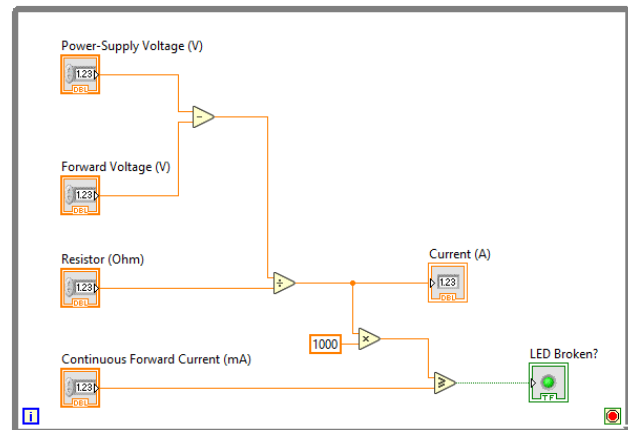 Power-Supply Voltage (V)
1.23
DBL
Forward Voltage (V)
1.23
DBL
Resistor (Ohm)
1.23
DBL
Current (A)
1.23
DBL
1000
LED Broken?
TF
Continuous Forward Current (mA)
1.23
DBL
i